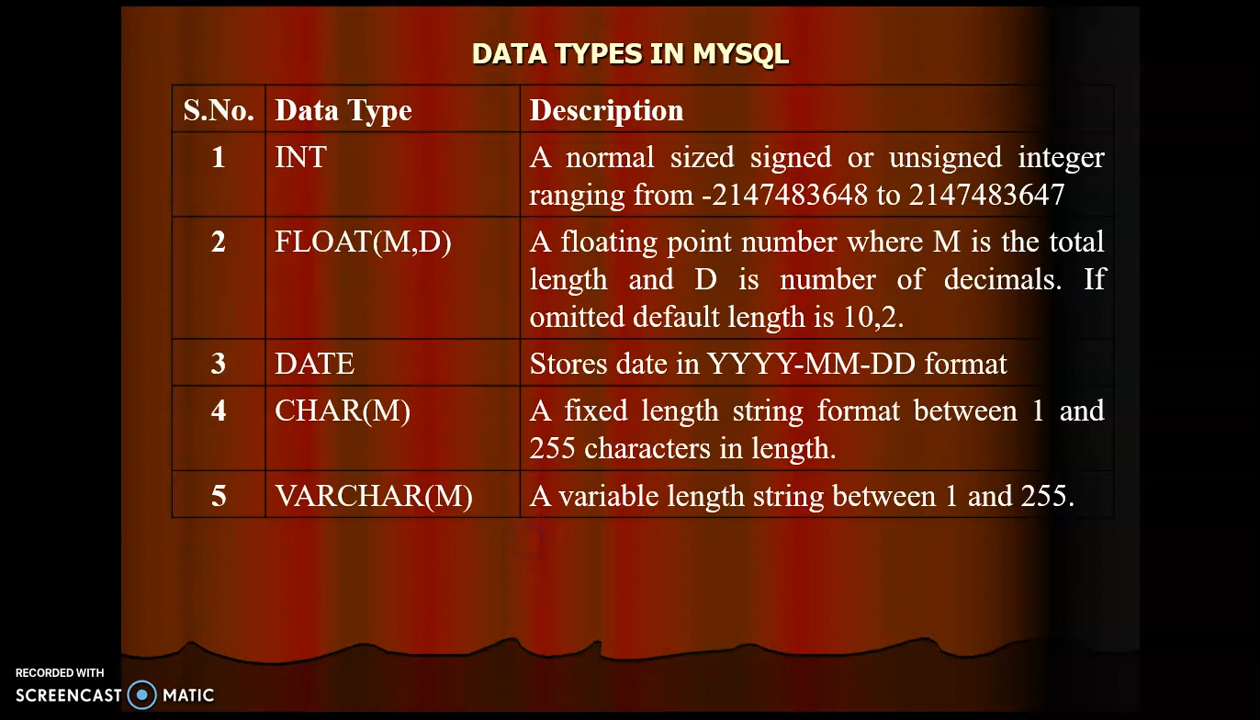 DATA TYPES IN MYSQL
S.No. Data Type Description
1 INT A normal sized signed or unsigned integer
ranging from -2147483648 to 2147483647
2 FLOAT(M,D) A floating point number where M is the total
length and D is number of decimals. If
omitted default length is 10,2.
3 DATE Stores date in YYYY-MM-DD format
4 CHAR(M) A fixed length string format between 1 and
255 characters in length.
5 VARCHAR(M) A variable length string between 1 and 255.
RECORDED WITH
SCREENCAST MATIC